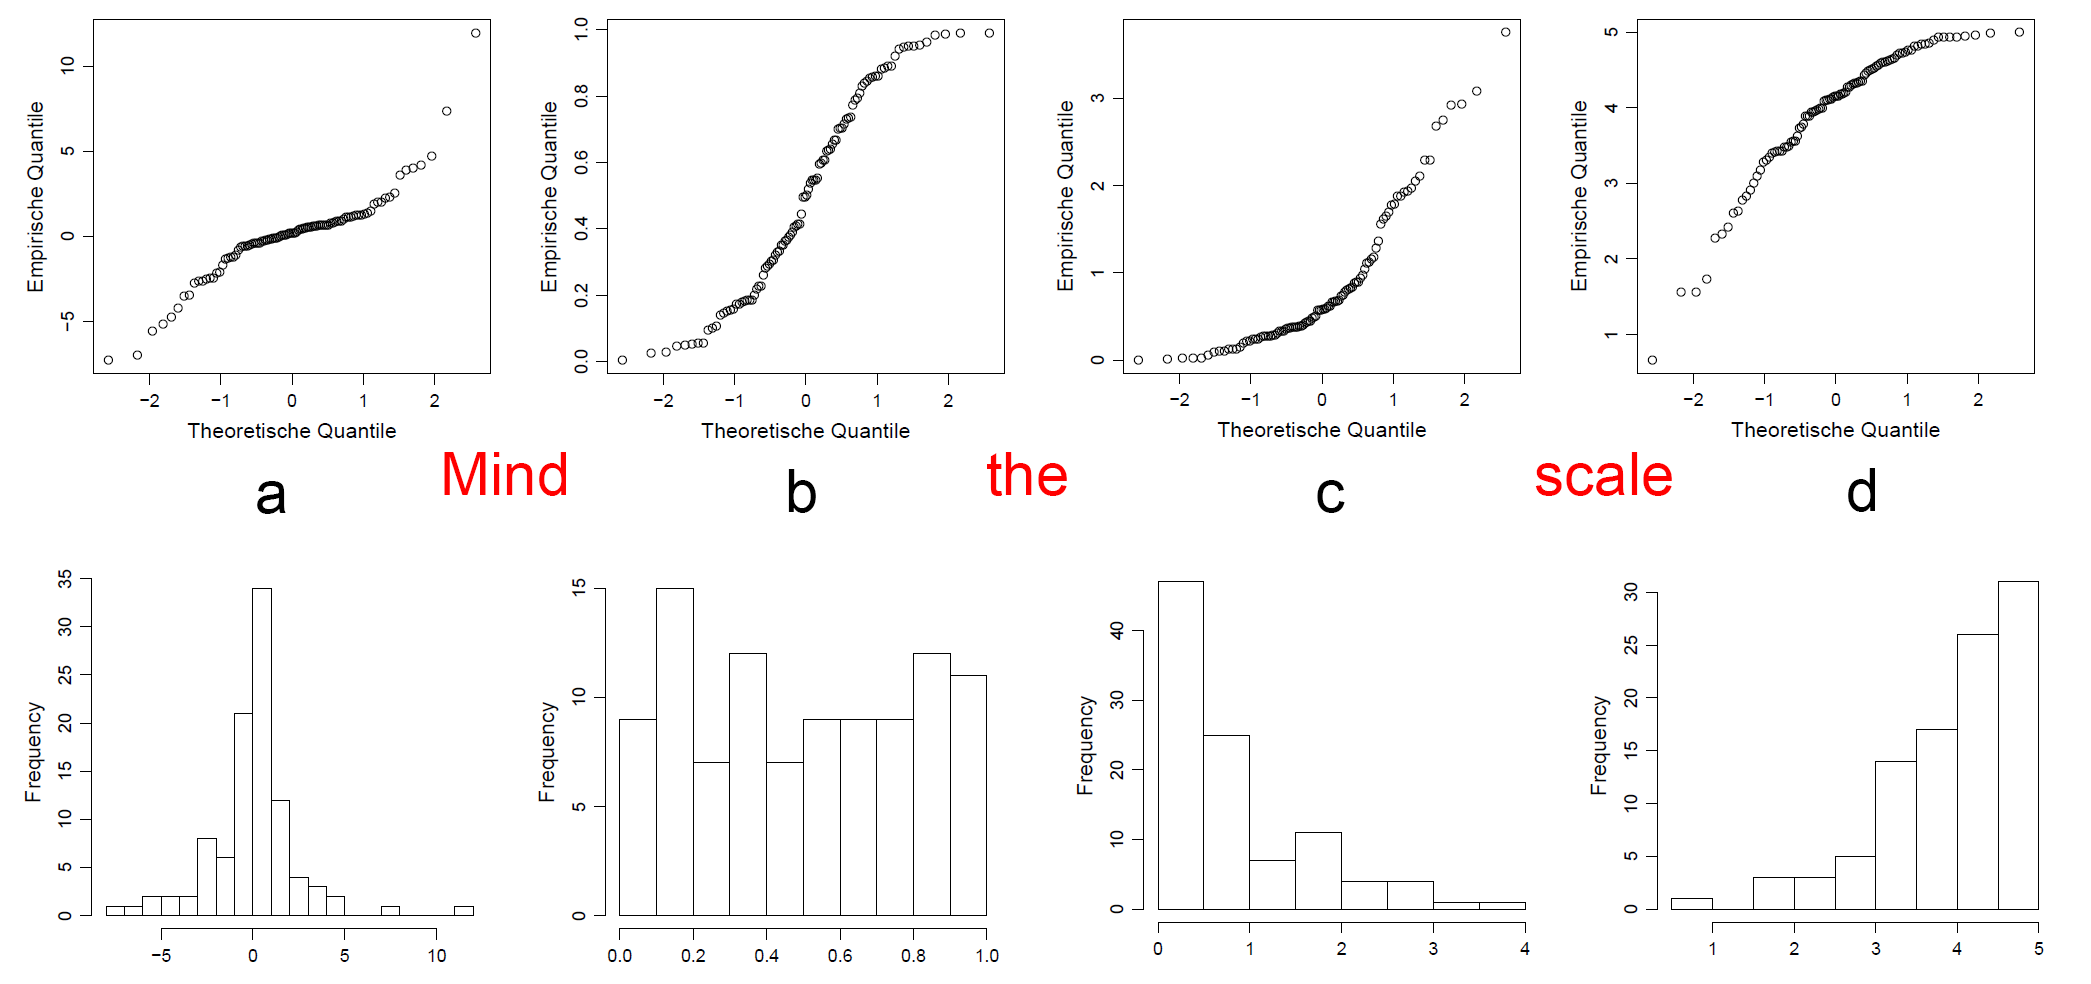 10
5
0
−5
Empirische Quantile
−2 −1 0 1 2
Theoretische Quantile
1.0
0.8
0.6
0.4
0.2
0.0
Empirische Quantile
−2 −1 0 1 2
Theoretische Quantile
3
2
1
0
Empirische Quantile
−2 −1 0 1 2
Theoretische Quantile
5
4
3
2
1
Empirische Quantile
−2 −1 0 1 2
Theoretische Quantile
Mind the scale
a b c d
35
30
25
20
15
10
5
0
Frequency
−5 0 5 10
15
10
5
0
Frequency
0.0 0.2 0.4 0.6 0.8 1.0
40
30
20
10
0
Frequency
0 1 2 3 4
30
25
20
15
10
5
0
Frequency
1 2 3 4 5